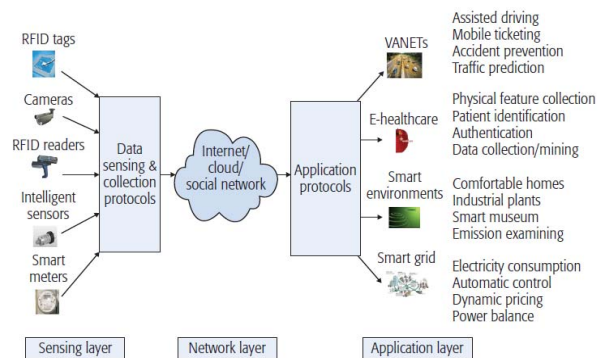 RFID tags
Cameras
RFID readers
Intelligent
sensors
Smart
meters
Data
sensing &
collection
protocols
Internet/
cloud/
social network
Application
protocols
VANETs
Assisted driving
Mobile ticketing
Accident prevention
Traffic prediction
E-healthcare
Physical feature collection
Patient identification
Authentication
Data collection/mining
Smart
environments
Comfortable homes
Industrial plants
Smart museum
Emission examining
Smart grid
Electricity consumption
Automatic control
Dynamic pricing
Power balance
Sensing layer
Network layer
Application layer